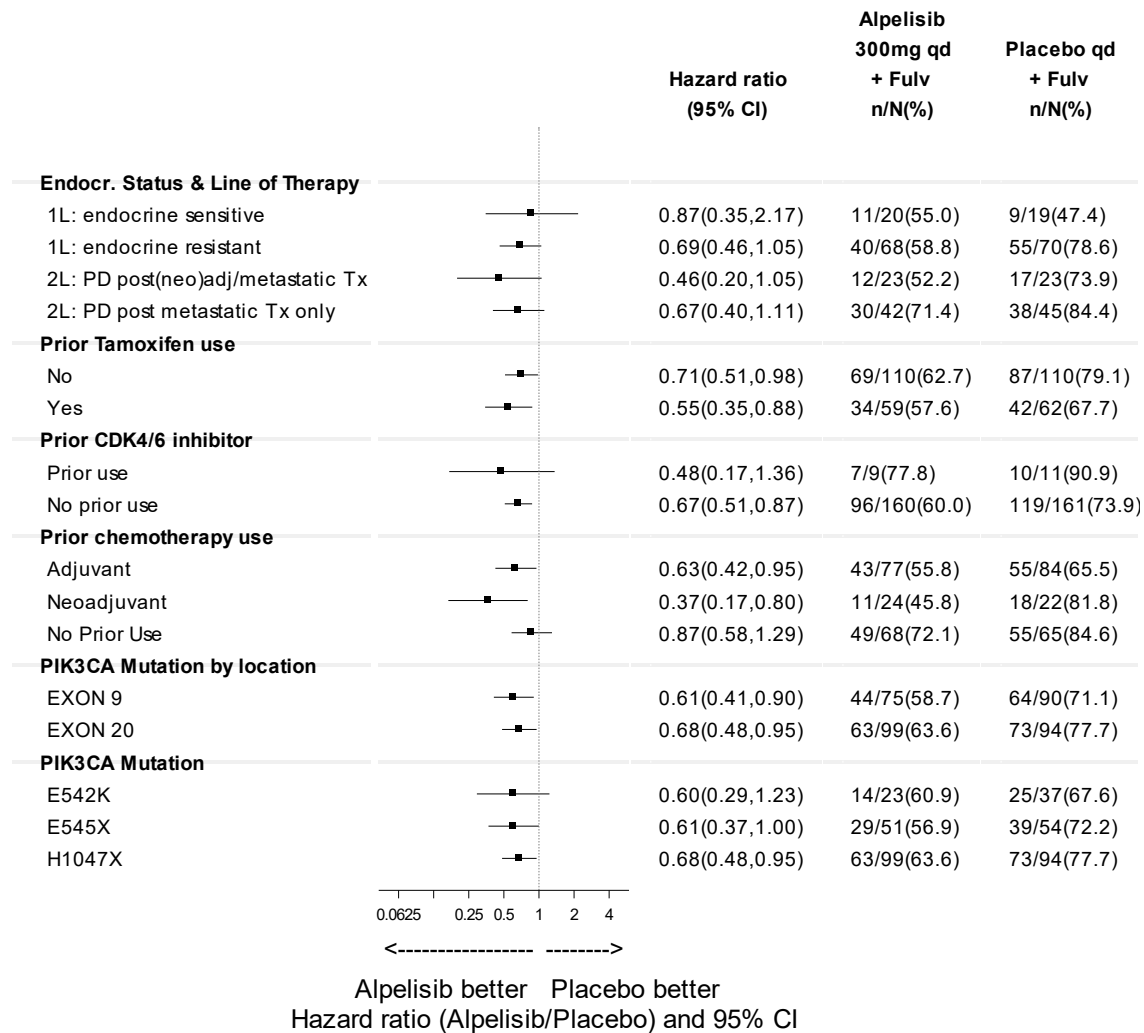 Alpelisib
300mg qd Placebo qd
Hazard ratio + Fulv + Fulv
(95% CI) n/N(%) n/N(%)
Endocr. Status & Line of Therapy
1L: endocrine sensitive 0.87(0.35,2.17) 11/20(55.0) 9/19(47.4)
1L: endocrine resistant 0.69(0.46,1.05) 40/68(58.8) 55/70(78.6)
2L: PD post(neo)adj/metastatic Tx 0.46(0.20,1.05) 12/23(52.2) 17/23(73.9)
2L: PD post metastatic Tx only 0.67(0.40,1.11) 30/42(71.4) 38/45(84.4)
Prior Tamoxifen use
No 0.71(0.51,0.98) 69/110(62.7) 87/110(79.1)
Yes 0.55(0.35,0.88) 34/59(57.6) 42/62(67.7)
Prior CDK4/6 inhibitor
Prior use 0.48(0.17,1.36) 7/9(77.8) 10/11(90.9)
No prior use 0.67(0.51,0.87) 96/160(60.0) 119/161(73.9)
Prior chemotherapy use
Adjuvant 0.63(0.42,0.95) 43/77(55.8) 55/84(65.5)
Neoadjuvant 0.37(0.17,0.80) 11/24(45.8) 18/22(81.8)
No Prior Use 0.87(0.58,1.29) 49/68(72.1) 55/65(84.6)
PIK3CA Mutation by location
EXON 9 0.61(0.41,0.90) 44/75(58.7) 64/90(71.1)
EXON 20 0.68(0.48,0.95) 63/99(63.6) 73/94(77.7)
PIK3CA Mutation
E542K 0.60(0.29,1.23) 14/23(60.9) 25/37(67.6)
E545X 0.61(0.37,1.00) 29/51(56.9) 39/54(72.2)
H1047X 0.68(0.48,0.95) 63/99(63.6) 73/94(77.7)
0.0625 0.25 0.5 1 2 4
<--------------- -------->
Alpelisib better Placebo better
Hazard ratio (Alpelisib/Placebo) and 95% CI